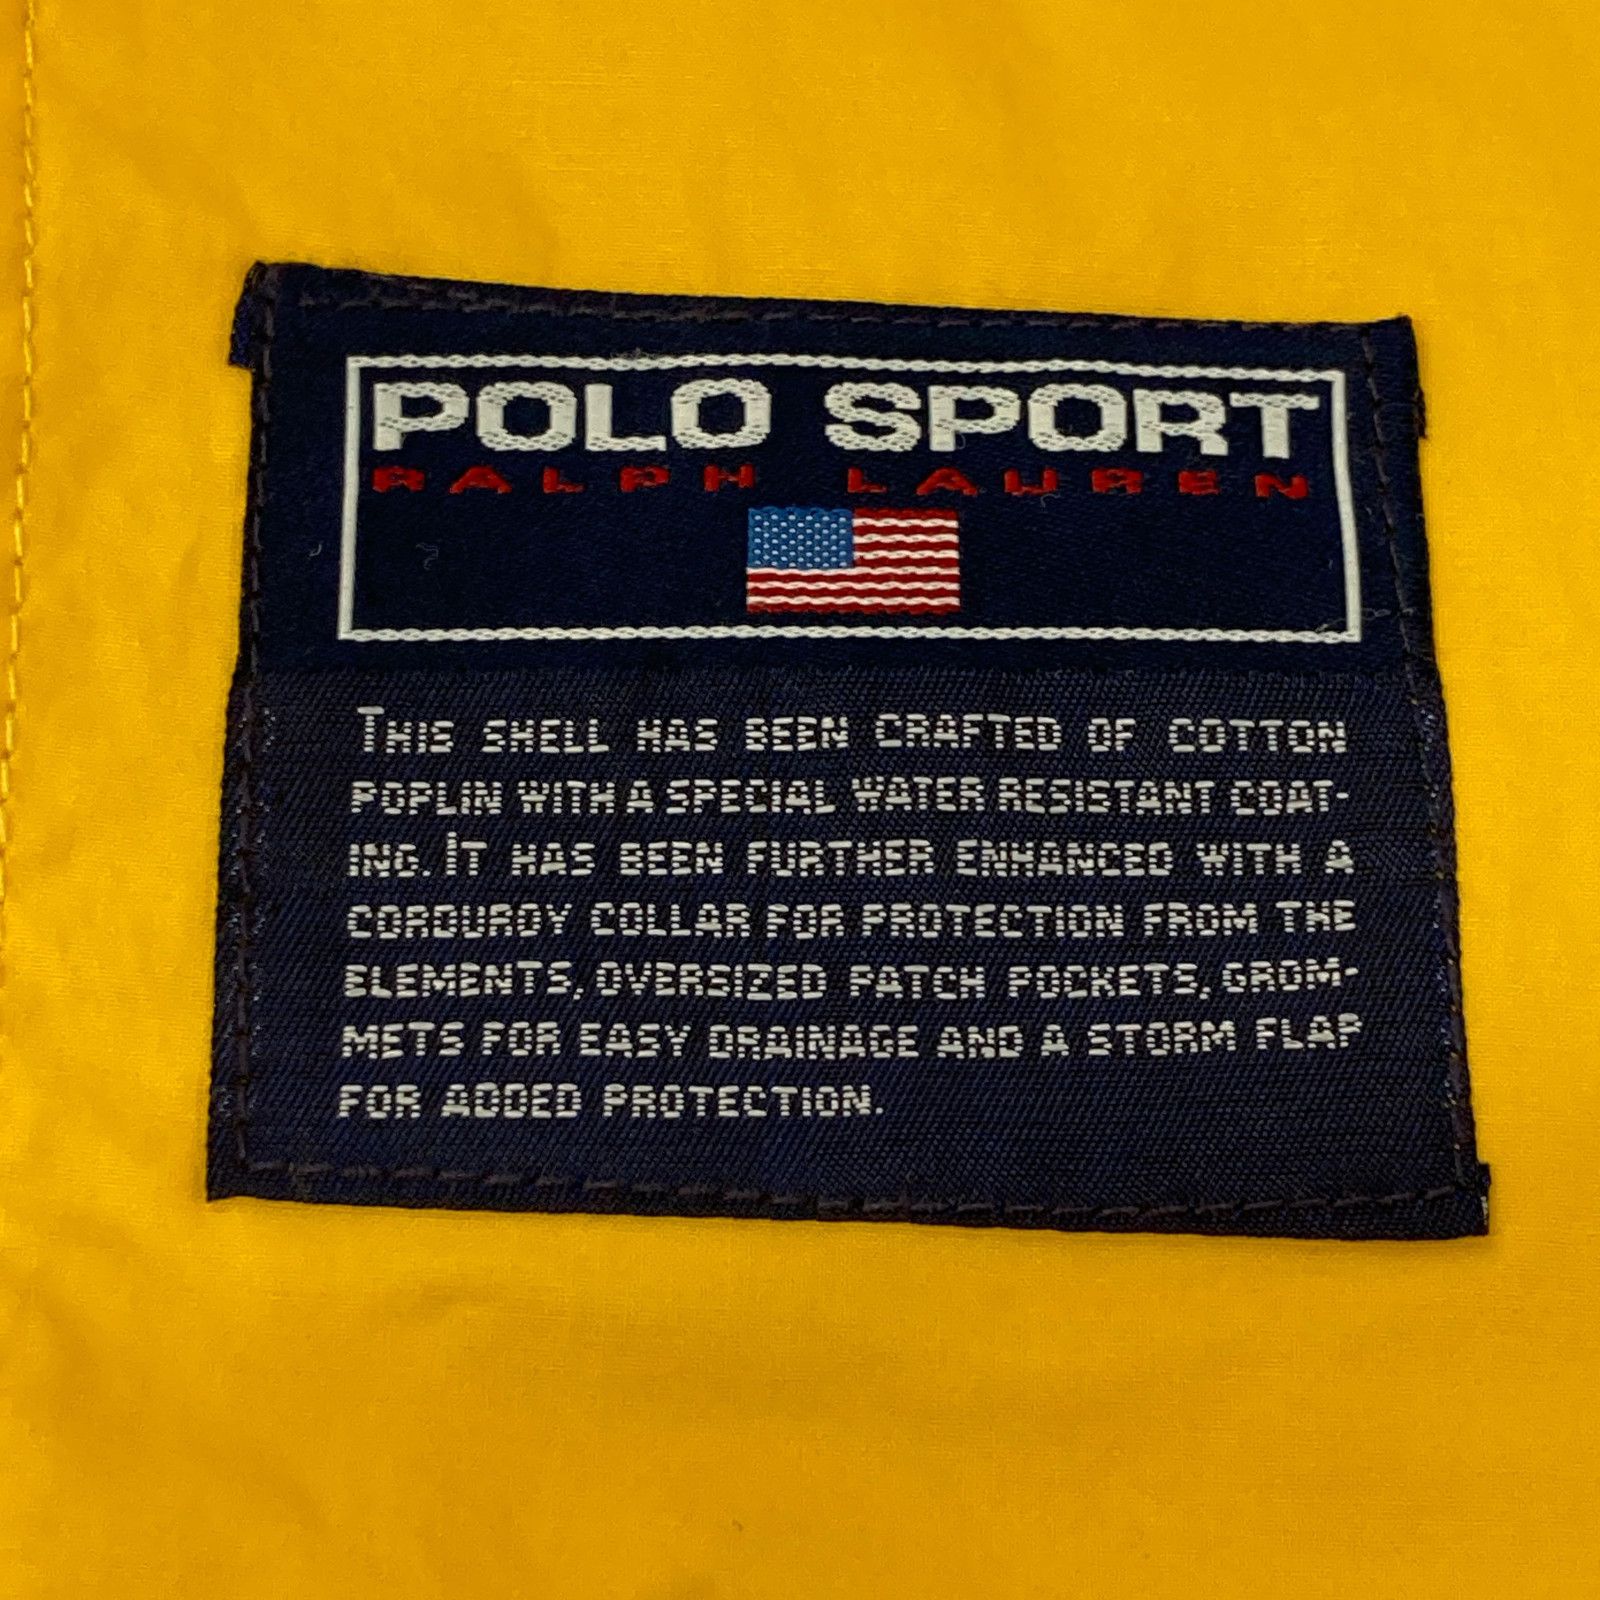 POLO SPORT
RALPH LAUREN
THIS SHELL HAS BEEN CRAFTED OF COTTON
POPLIN WITH A SPECIAL WATER RESISTANT COAT-
ING. IT HAS BEEN FURTHER ENHANCED WITH A
CORDUROY COLLAR FOR PROTECTION FROM THE
ELEMENTS, OVERSIZED PATCH POCKETS, GROM-
METS FOR EASY DRAINAGE AND A STORM FLAP
FOR ADDED PROTECTION.